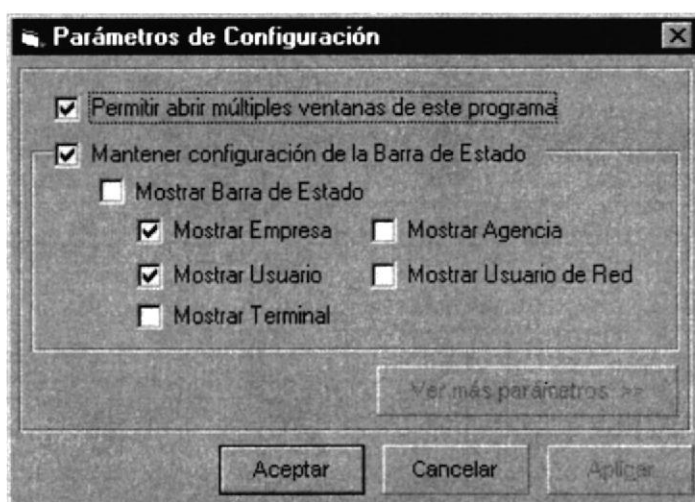 Parámetros de Configuración
Permitir abrir múltiples ventanas de este programa
Mantener configuración de la Barra de Estado
Mostrar Barra de Estado
Mostrar Empresa Mostrar Agencia
Mostrar Usuario Mostrar Usuario de Red
Mostrar Terminal
Ver más parámetros >>
Aceptar Cancelar Apligar